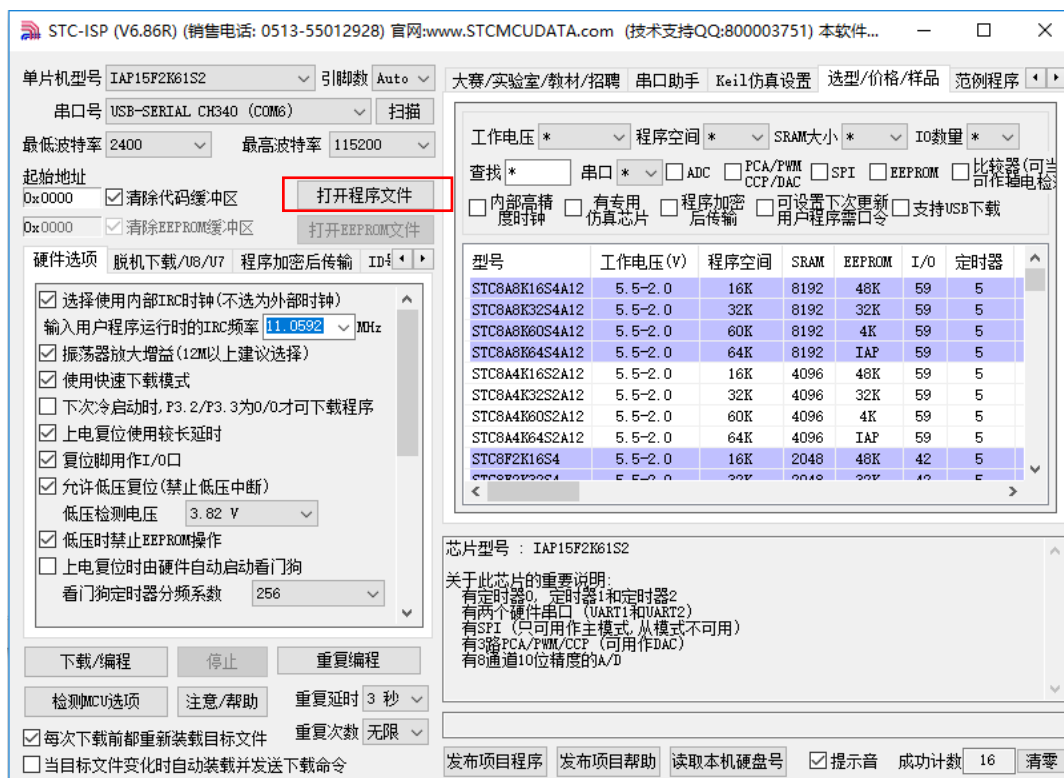 STC-ISP (V6.86R) (销售电话: 0513-55012928) 官网:www.STCMCUDATA.com (技术支持QQ:800003751) 本软件...
单片机型号 IAP15F2K61S2 引脚数 Auto
串口号 USB-SERIAL CH340 (COM6) 扫描
最低波特率 2400 最高波特率 115200
起始地址
0x0000 清除代码缓冲区 打开程序文件
0x0000 清除EEPROM缓冲区 打开EEPROM文件
硬件选项 脱机下载/U8/U7 程序加密后传输
选择使用内部IRC时钟(不选为外部时钟)
输入用户程序运行时的IRC频率 11.0592 MHz
振荡器放大增益(12M以上建议选择)
使用快速下载模式
下次冷启动时,P3.2/P3.3为0/0才可下载程序
上电复位使用较长延时
复位脚用作I/O口
允许低压复位(禁止低压中断)
低压检测电压 3.82 V
低压时禁止EEPROM操作
上电复位时由硬件自动启动看门狗
看门狗定时器分频系数 256
下载/编程 停止 重复编程
检测MCU选项 注意/帮助 重复延时 3 秒
重复次数 无限
每次下载前都重新装载目标文件
当目标文件变化时自动装载并发送下载命令
大赛/实验室/教材/招聘 串口助手 Keil仿真设置 选型/价格/样品 范例程序
工作电压 * 程序空间 * SRAM大小 * IO数量 *
查找 * 串口 * ADC PCA/PWM CCP/DAC SPI EEPROM 比较器(可当可作掉电检
内部高精度时钟 有专用仿真芯片 程序加密后传输 可设置下次更新用户程序需口令 支持USB下载
型号 工作电压(V) 程序空间 SRAM EEPROM I/O 定时器
STC8A8K16S4A12 5.5-2.0 16K 8192 48K 59 5
STC8A8K32S4A12 5.5-2.0 32K 8192 32K 59 5
STC8A8K60S4A12 5.5-2.0 60K 8192 4K 59 5
STC8A8K64S4A12 5.5-2.0 64K 8192 IAP 59 5
STC8A4K16S2A12 5.5-2.0 16K 4096 48K 59 5
STC8A4K32S2A12 5.5-2.0 32K 4096 32K 59 5
STC8A4K60S2A12 5.5-2.0 60K 4096 4K 59 5
STC8A4K64S2A12 5.5-2.0 64K 4096 IAP 59 5
STC8F2K16S4 5.5-2.0 16K 2048 48K 42 5
STC8F2K32S4 5.5-2.0 32K 2048 32K 42 5
芯片型号 : IAP15F2K61S2
关于此芯片的重要说明:
有定时器0, 定时器1和定时器2
有两个硬件串口 (UART1和UART2)
有SPI (只可用作主模式,从模式不可用)
有3路PCA/PWM/CCP (可用作DAC)
有8通道10位精度的A/D
发布项目程序 发布项目帮助 读取本机硬盘号 提示音 成功计数 16 清零